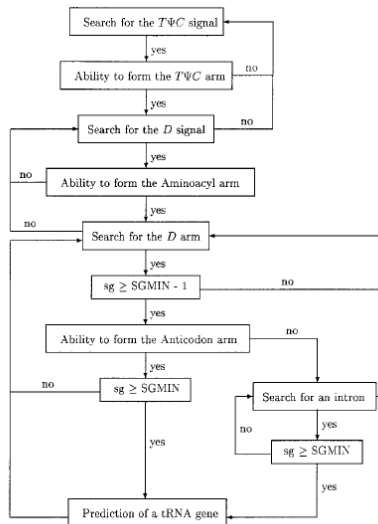 Search for the TΨC signal
yes
Ability to form the TΨC arm
no
yes
Search for the D signal
no
yes
no
Ability to form the Aminoacyl arm
no
yes
Search for the D arm
yes
sg ≥ SGMIN - 1
no
yes
no
Ability to form the Anticodon arm
yes
no
sg ≥ SGMIN
Search for an intron
yes
no
yes
sg ≥ SGMIN
yes
Prediction of a tRNA gene